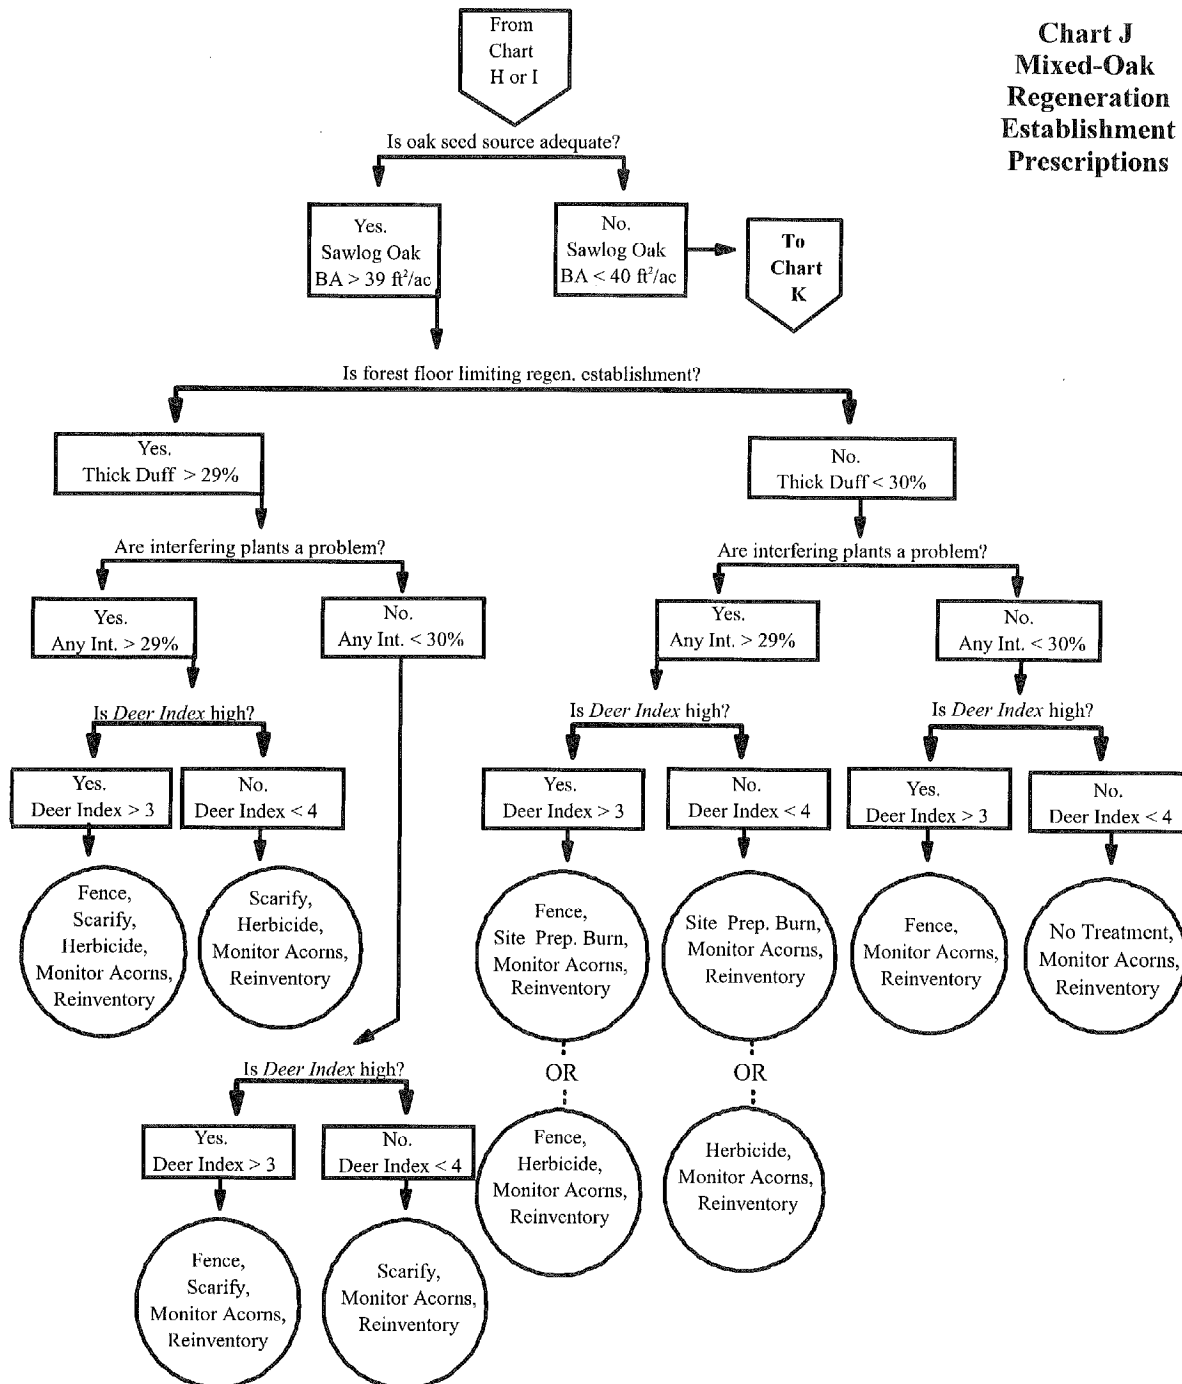 From
Chart
H or I
Chart J
Mixed-Oak
Regeneration
Establishment
Prescriptions
Is oak seed source adequate?
Yes.
Sawlog Oak
BA > 39 ft²/ac
No.
Sawlog Oak
BA < 40 ft²/ac
To
Chart
K
Is forest floor limiting regen. establishment?
Yes.
Thick Duff > 29%
No.
Thick Duff < 30%
Are interfering plants a problem?
Are interfering plants a problem?
Yes.
Any Int. > 29%
No.
Any Int. < 30%
Yes.
Any Int. > 29%
No.
Any Int. < 30%
Is Deer Index high?
Is Deer Index high?
Is Deer Index high?
Yes.
Deer Index > 3
No.
Deer Index < 4
Yes.
Deer Index > 3
No.
Deer Index < 4
Yes.
Deer Index > 3
No.
Deer Index < 4
Fence,
Scarify,
Herbicide,
Monitor Acorns,
Reinventory
Scarify,
Herbicide,
Monitor Acorns,
Reinventory
Fence,
Site Prep. Burn,
Monitor Acorns,
Reinventory
Site Prep. Burn,
Monitor Acorns,
Reinventory
Fence,
Monitor Acorns,
Reinventory
No Treatment,
Monitor Acorns,
Reinventory
Is Deer Index high?
OR
OR
Yes.
Deer Index > 3
No.
Deer Index < 4
Fence,
Herbicide,
Monitor Acorns,
Reinventory
Herbicide,
Monitor Acorns,
Reinventory
Fence,
Scarify,
Monitor Acorns,
Reinventory
Scarify,
Monitor Acorns,
Reinventory